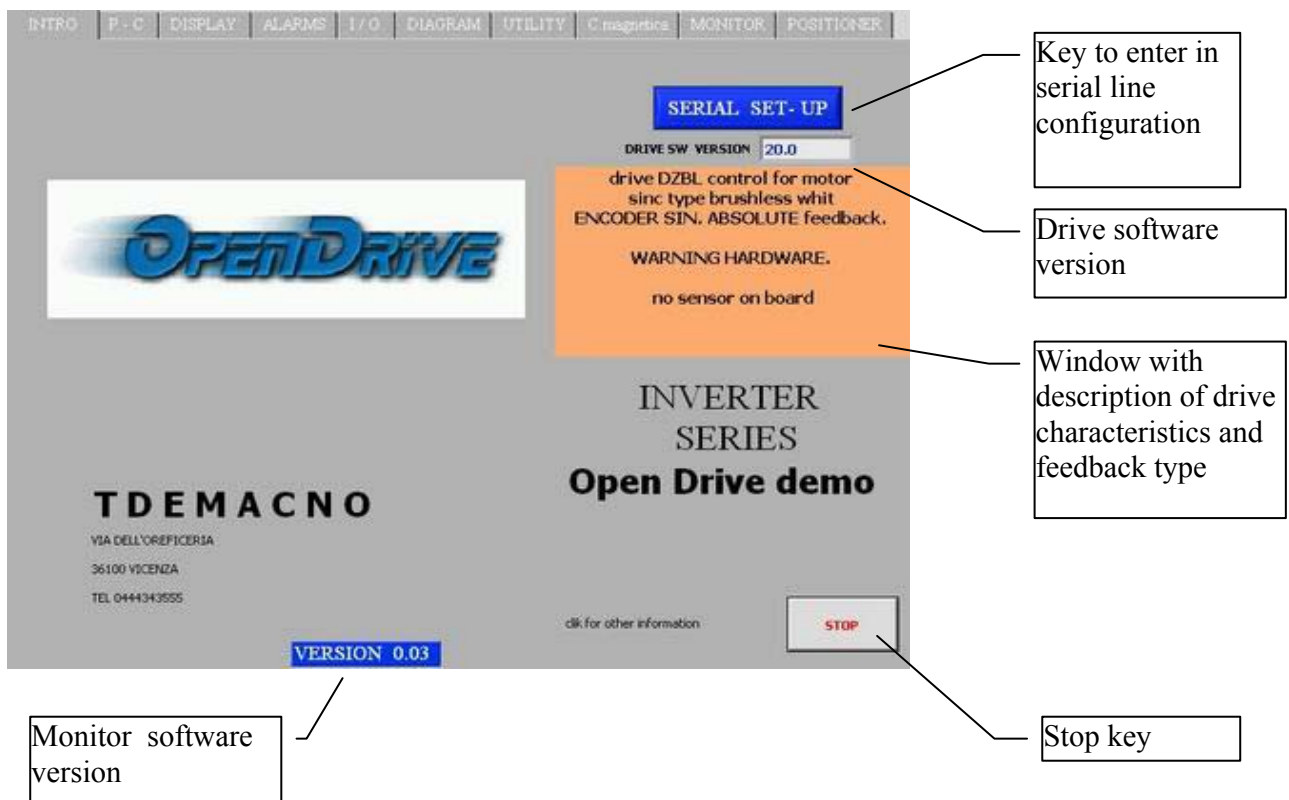 INTRO P - C DISPLAY ALARMS I / O DIAGRAM UTILITY C.magnetics MONITOR POSITIONER
SERIAL SET- UP
DRIVE SW VERSION 20.0
drive DZBL control for motor
sinc type brushless whit
ENCODER SIN. ABSOLUTE feedback.
WARNING HARDWARE.
no sensor on board
OPENDRIVE
INVERTER
SERIES
Open Drive demo
TDEMACNO
VIA DELL'OREFICERIA
36100 VICENZA
TEL 0444343555
clik for other information
STOP
VERSION 0.03
Key to enter in
serial line
configuration
Drive software
version
Window with
description of drive
characteristics and
feedback type
Monitor software
version
Stop key